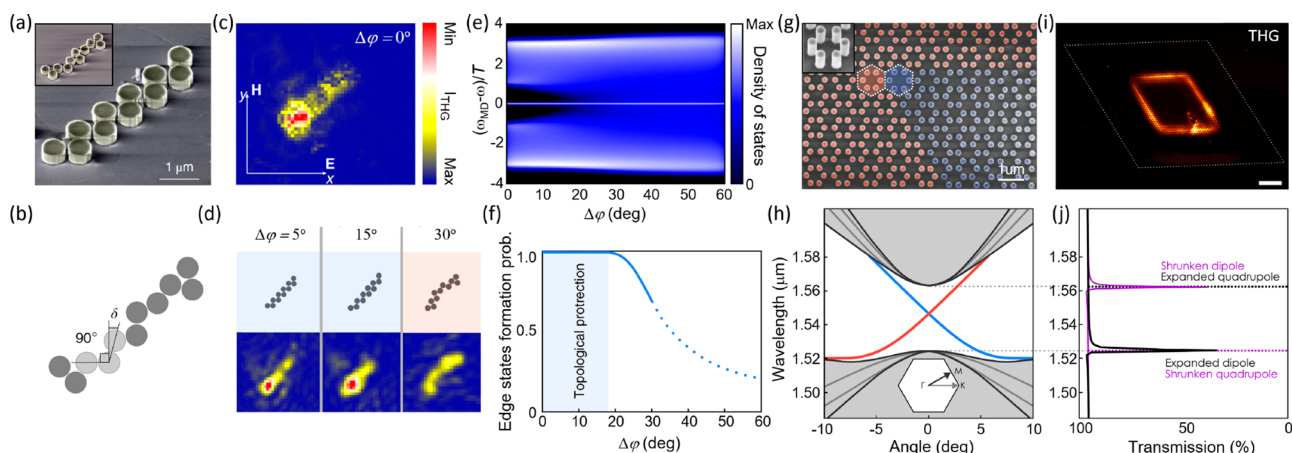 (a)
1 μm
(b)
90°
δ
(c)
Δφ=0°
y
H
E
x
Min
I_THG
Max
(d)
Δφ=5°
15°
30°
(e)
(ω_MD-ω)/T
4
2
0
-2
-4
0 10 20 30 40 50 60
Δφ (deg)
Max
Density of states
0
(f)
Edge states formation prob.
1.0
0.5
0
Topological protrection
0 10 20 30 40 50 60
Δφ (deg)
(g)
1um
(h)
Wavelength (μm)
1.58
1.56
1.54
1.52
1.50
M
Γ
K
-10 -5 0 5 10
Angle (deg)
(i)
THG
(j)
1.58
1.56
1.54
1.52
1.50
Shrunken dipole
Expanded quadrupole
Expanded dipole
Shrunken quadrupole
100 50 0
Transmission (%)